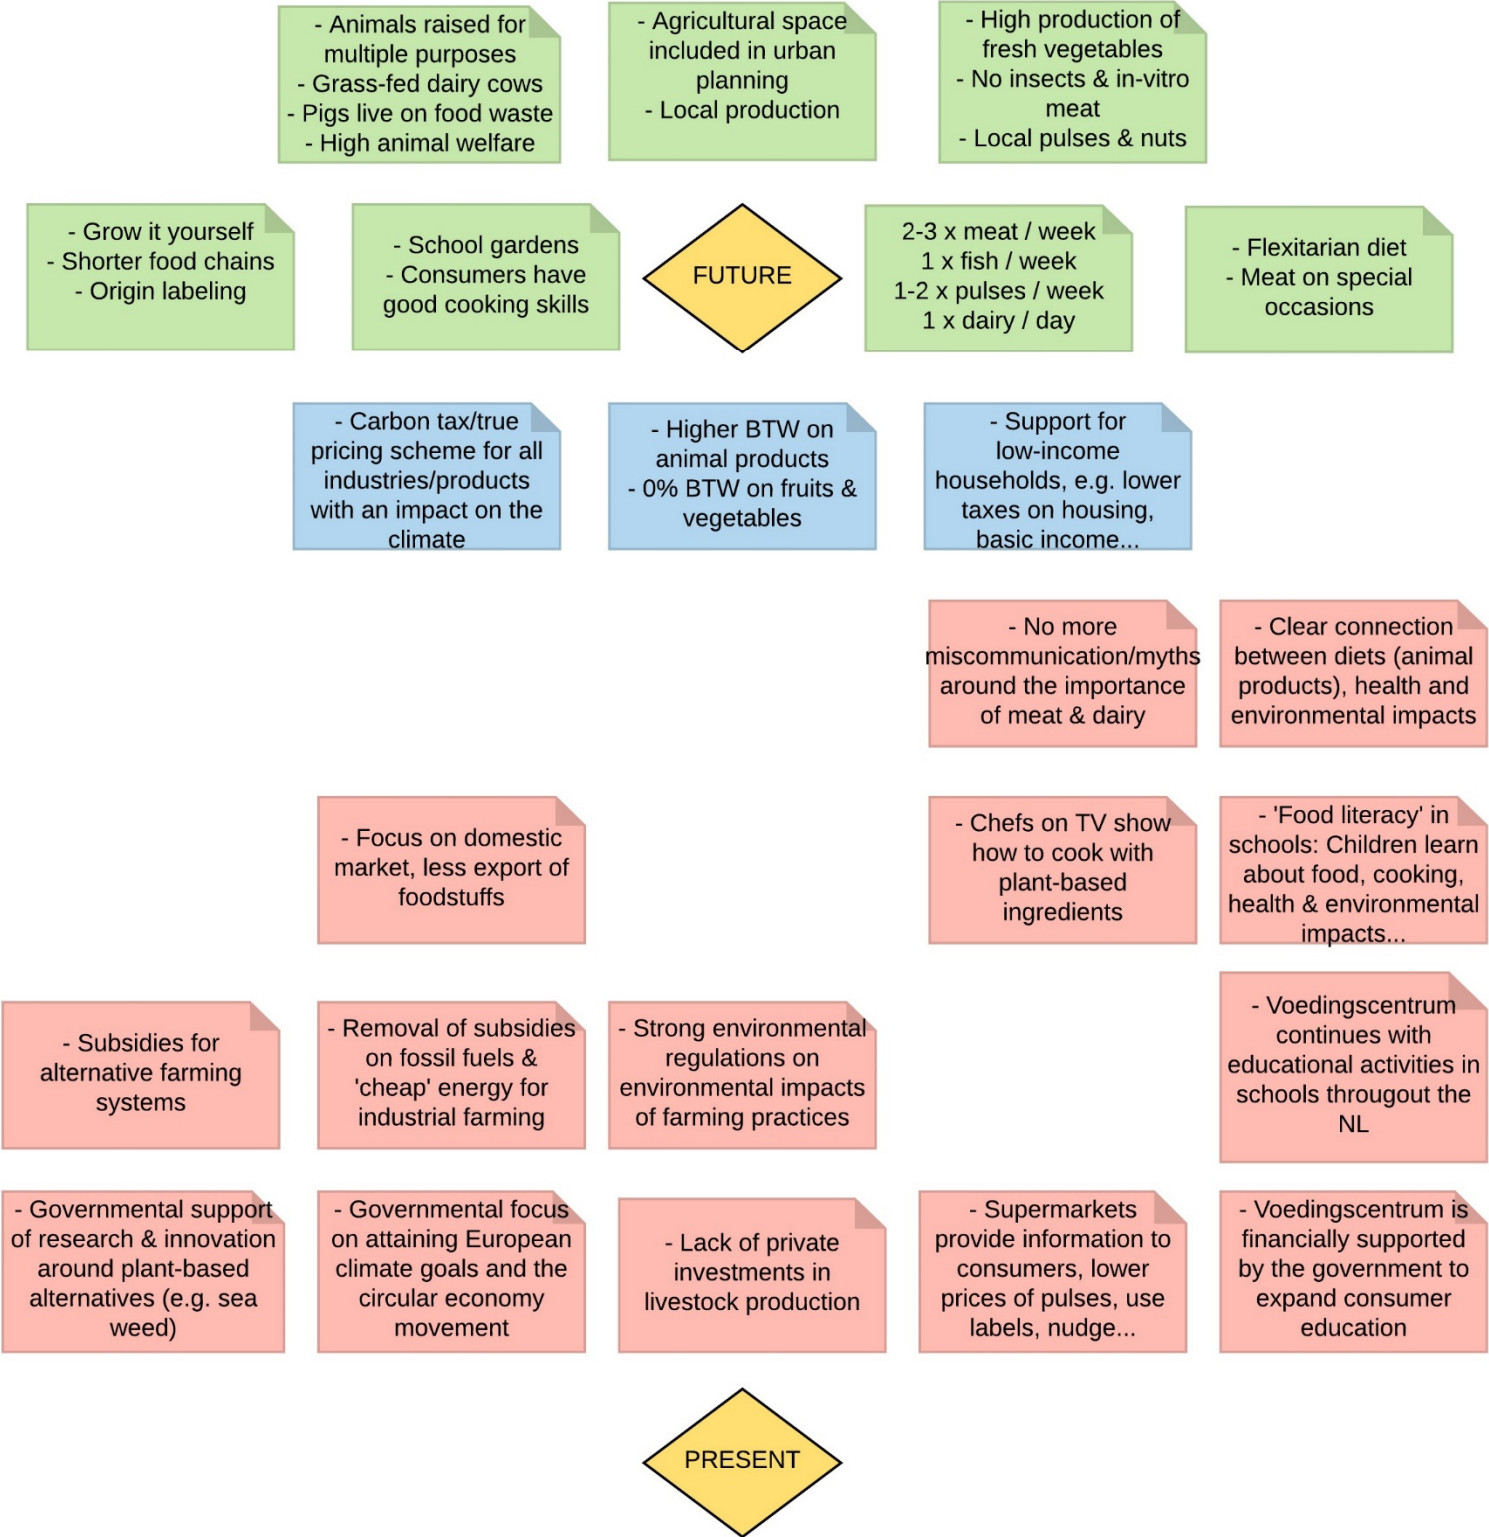 - Animals raised for
multiple purposes
- Grass-fed dairy cows
- Pigs live on food waste
- High animal welfare
- Agricultural space
included in urban
planning
- Local production
- High production of
fresh vegetables
- No insects & in-vitro
meat
- Local pulses & nuts
- Grow it yourself
- Shorter food chains
- Origin labeling
- School gardens
- Consumers have
good cooking skills
FUTURE
2-3 x meat / week
1 x fish / week
1-2 x pulses / week
1 x dairy / day
- Flexitarian diet
- Meat on special
occasions
- Carbon tax/true
pricing scheme for all
industries/products
with an impact on the
climate
- Higher BTW on
animal products
- 0% BTW on fruits &
vegetables
- Support for
low-income
households, e.g. lower
taxes on housing,
basic income...
- No more
miscommunication/myths
around the importance
of meat & dairy
- Clear connection
between diets (animal
products), health and
environmental impacts
- Focus on domestic
market, less export of
foodstuffs
- Chefs on TV show
how to cook with
plant-based
ingredients
- 'Food literacy' in
schools: Children learn
about food, cooking,
health & environmental
impacts...
- Subsidies for
alternative farming
systems
- Removal of subsidies
on fossil fuels &
'cheap' energy for
industrial farming
- Strong environmental
regulations on
environmental impacts
of farming practices
- Voedingscentrum
continues with
educational activities in
schools througout the
NL
- Governmental support
of research & innovation
around plant-based
alternatives (e.g. sea
weed)
- Governmental focus
on attaining European
climate goals and the
circular economy
movement
- Lack of private
investments in
livestock production
- Supermarkets
provide information to
consumers, lower
prices of pulses, use
labels, nudge...
- Voedingscentrum is
financially supported
by the government to
expand consumer
education
PRESENT